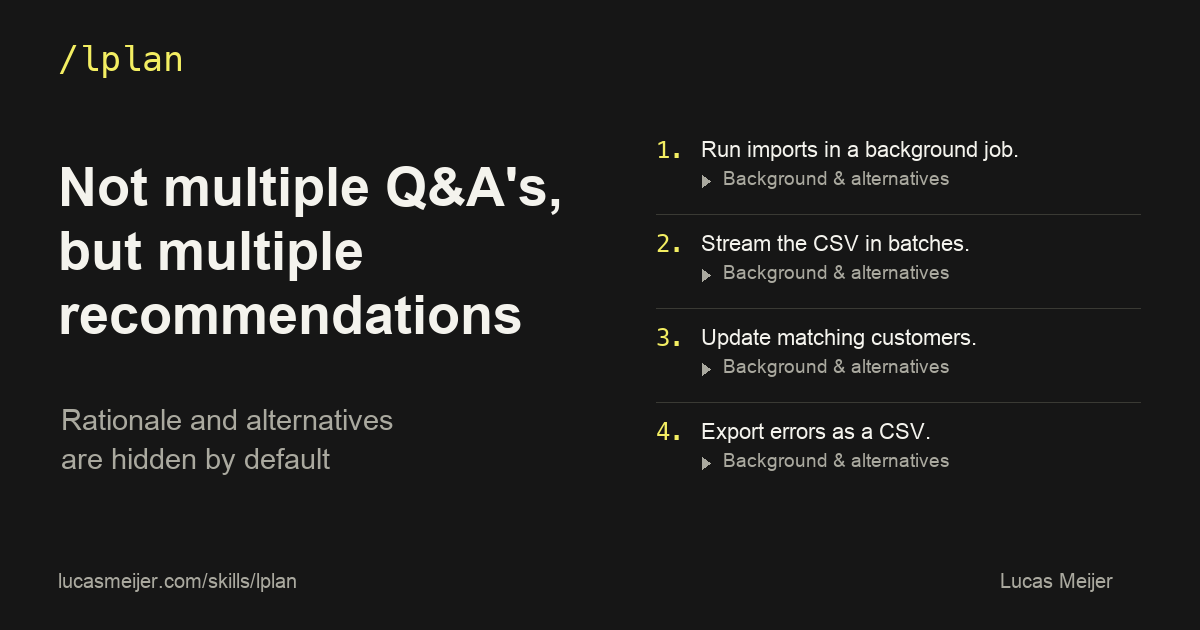 /lplan
Not multiple Q&A's,
but multiple
recommendations
Rationale and alternatives
are hidden by default
1. Run imports in a background job.
Background & alternatives
2. Stream the CSV in batches.
Background & alternatives
3. Update matching customers.
Background & alternatives
4. Export errors as a CSV.
Background & alternatives
lucasmeijer.com/skills/lplan
Lucas Meijer